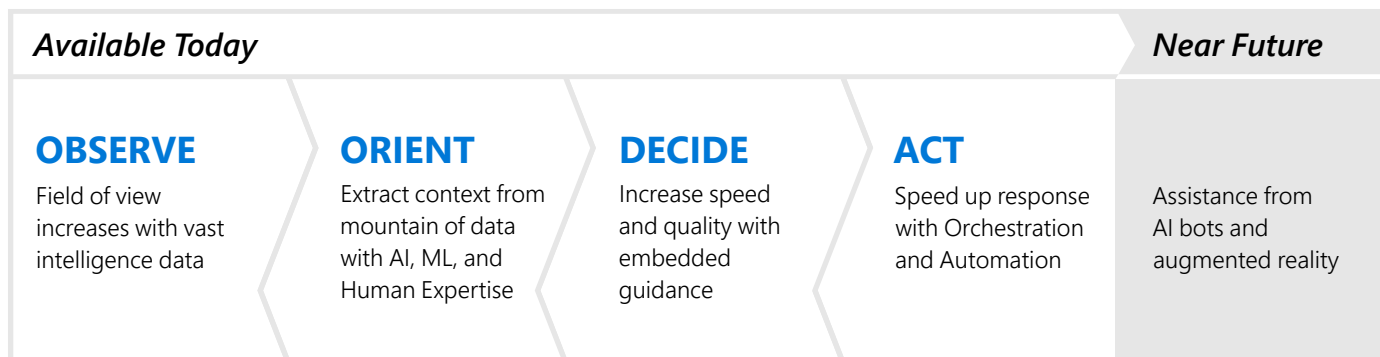 Available Today
Near Future
OBSERVE
Field of view
increases with vast
intelligence data
ORIENT
Extract context from
mountain of data
with AI, ML, and
Human Expertise
DECIDE
Increase speed
and quality with
embedded
guidance
ACT
Speed up response
with Orchestration
and Automation
Assistance from
AI bots and
augmented reality